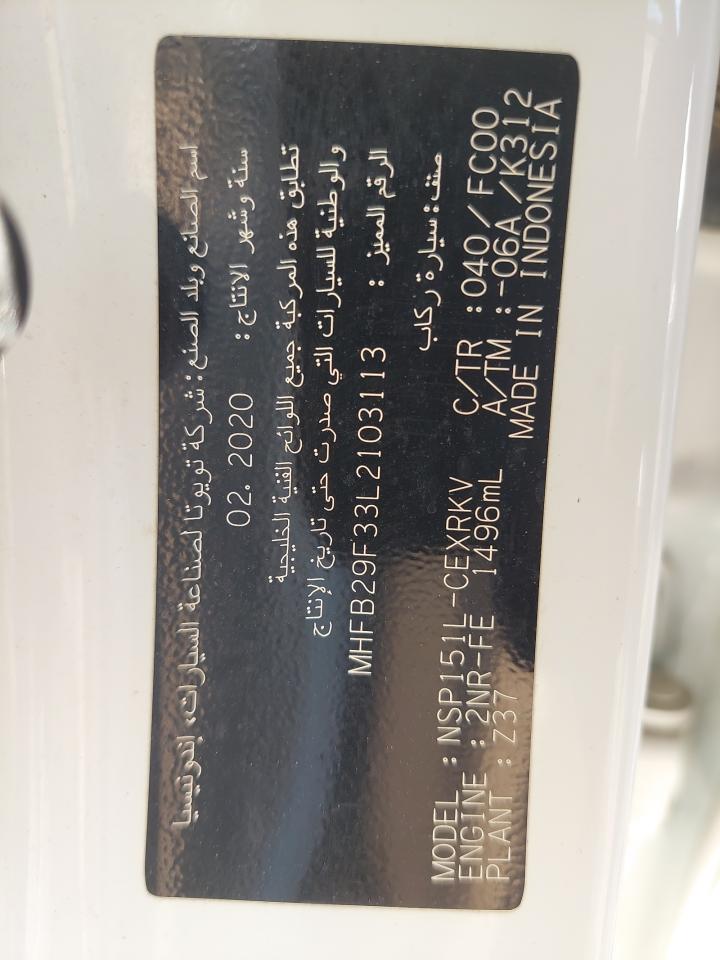 اسم الصانع وبلد الصنع : شركة تويوتا لصناعة السيارات، إندونيسيا
سنة وشهر الانتاج : 02. 2020
تطابق هذه المركبة جميع اللوائح الفنية الخليجية
والوطنية للسيارات التي صدرت حتى تاريخ الإنتاج
الرقم المميز : MHFB29F33L2103113
صنف : سيارة ركاب
MODEL : NSP151L-CEXRKV C/TR : 040 / FC00
ENGINE : 2NR-FE 1496mL A/TM : -06A / K312
PLANT : Z37 MADE IN INDONESIA